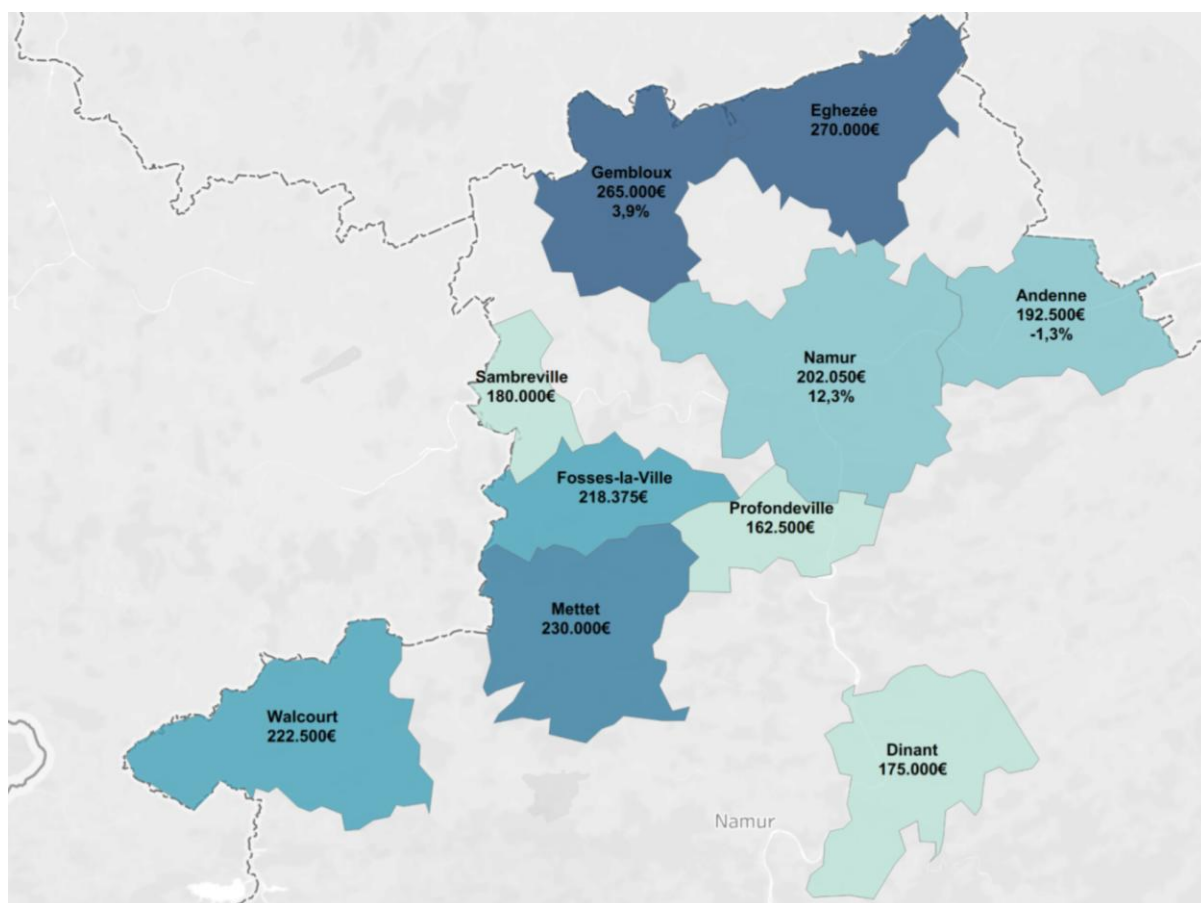 Eghezée
270.000€
Gembloux
265.000€
3,9%
Andenne
192.500€
-1,3%
Namur
202.050€
12,3%
Sambreville
180.000€
Fosses-la-Ville
218.375€
Profondeville
162.500€
Mettet
230.000€
Walcourt
222.500€
Dinant
175.000€
Namur